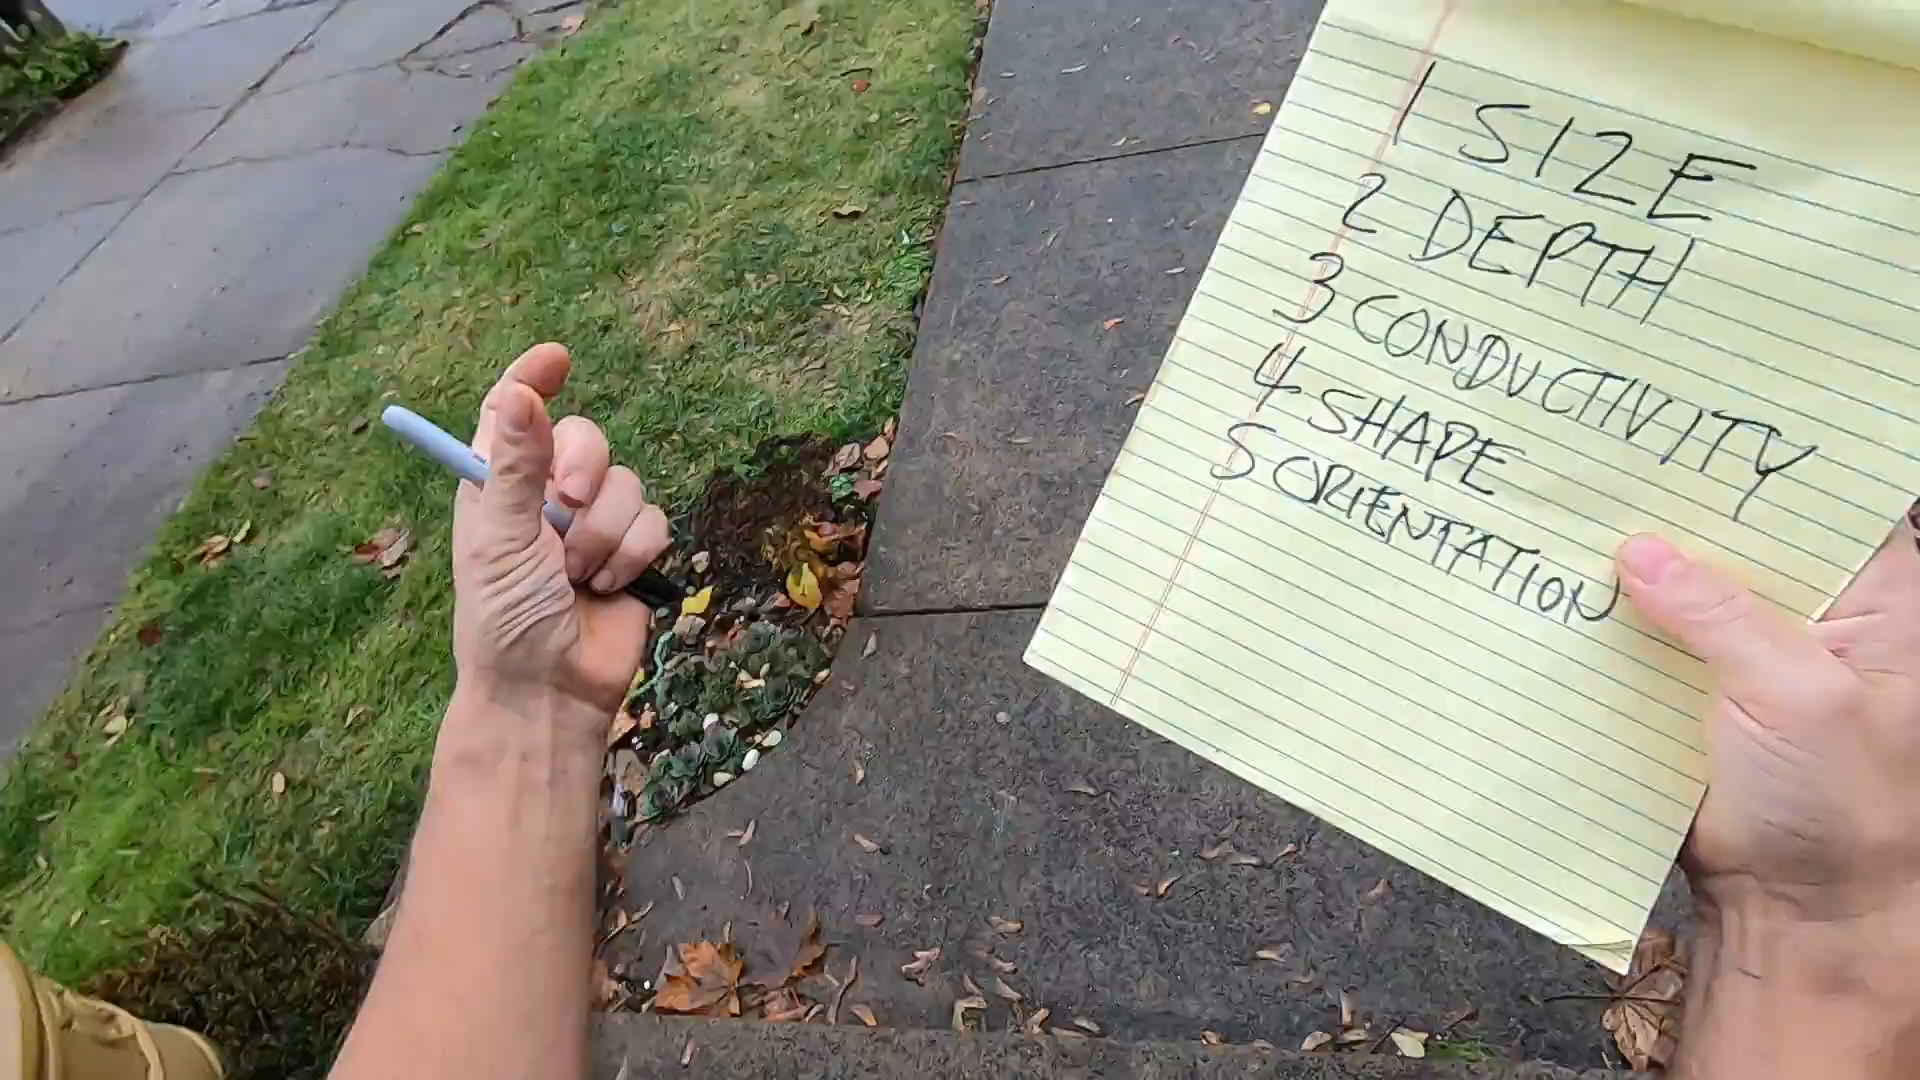 1 SIZE
2 DEPTH
3 CONDUCTIVITY
4 SHAPE
5 ORIENTATION